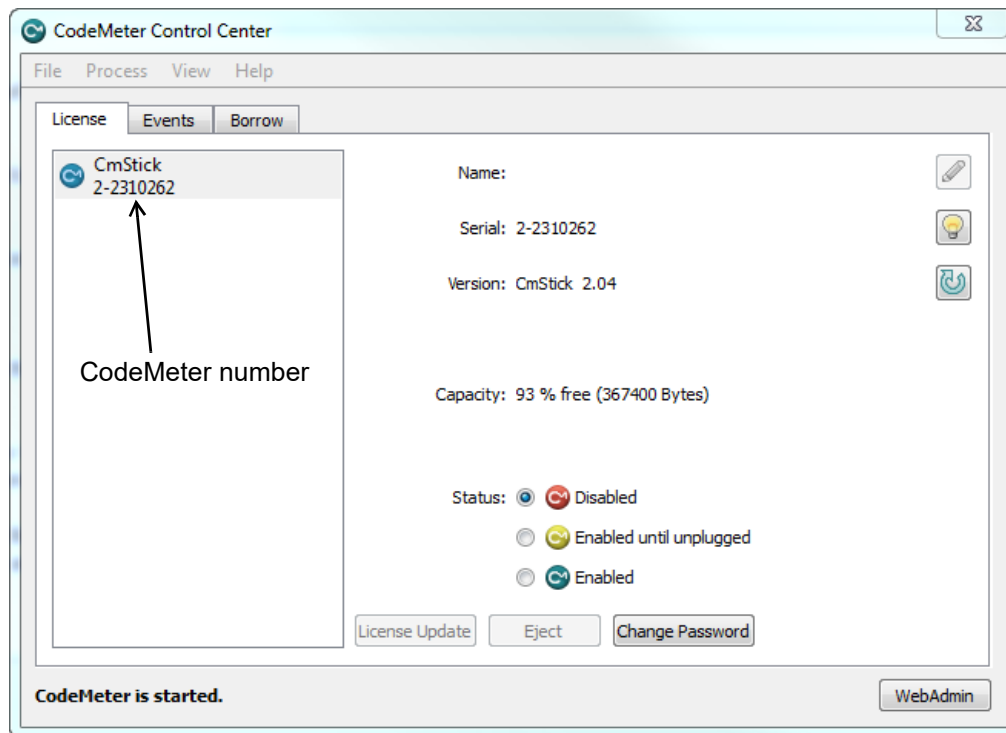 CodeMeter Control Center
File Process View Help
License Events Borrow
CmStick
2-2310262
CodeMeter number
Name:
Serial: 2-2310262
Version: CmStick 2.04
Capacity: 93 % free (367400 Bytes)
Status: Disabled
Enabled until unplugged
Enabled
License Update Eject Change Password
CodeMeter is started. WebAdmin